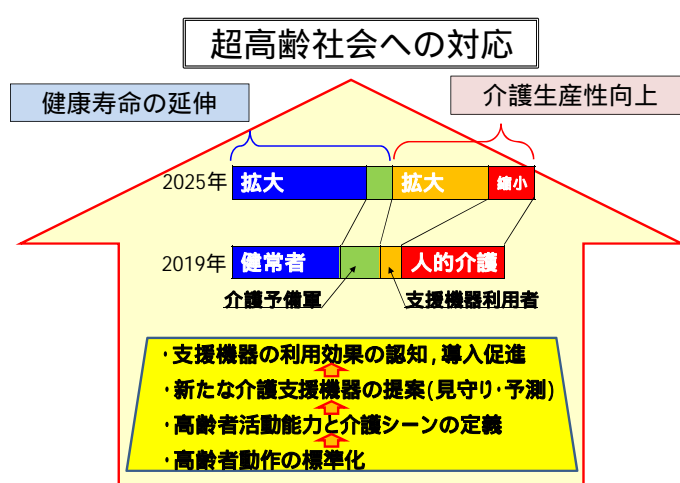 超高齢社会への対応
健康寿命の延伸
介護生産性向上
2025年 拡大 拡大 縮小
2019年 健常者 人的介護
介護予備軍 支援機器利用者
・支援機器の利用効果の認知,導入促進
・新たな介護支援機器の提案(見守り・予測)
・高齢者活動能力と介護シーンの定義
・高齢者動作の標準化